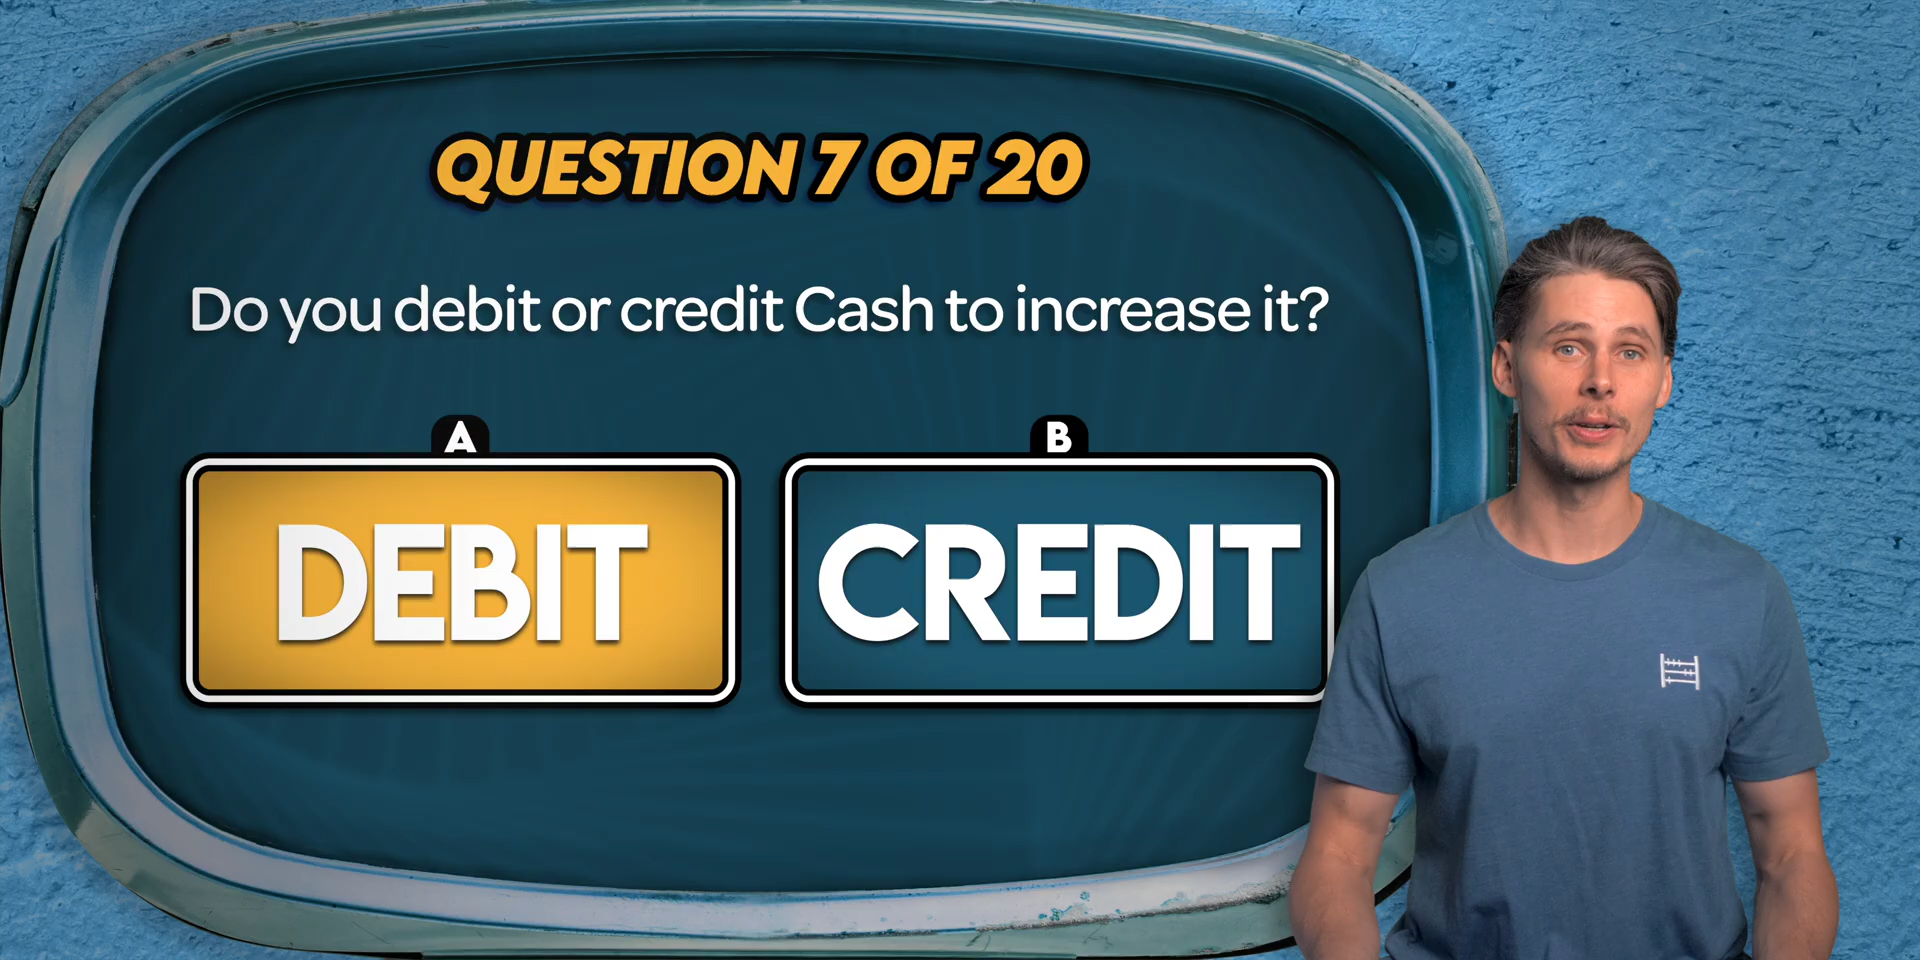 QUESTION 7 OF 20
Do you debit or credit Cash to increase it?
A
B
DEBIT
CREDIT